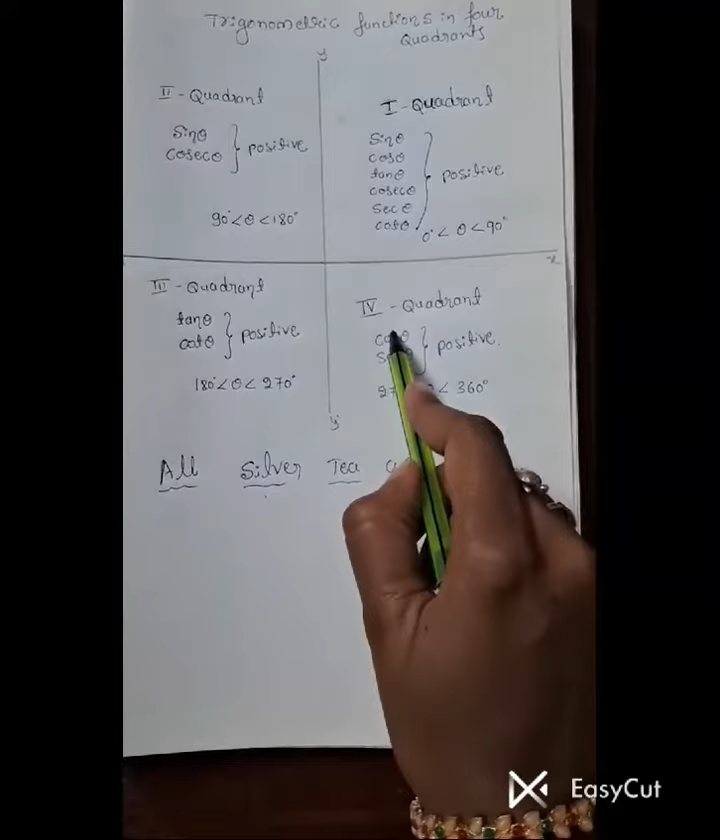 Trigonometric functions in four
Quadrants
y
II - Quadrant
sinθ
cosecθ
} positive
90° < θ < 180°
I - Quadrant
sinθ
cosθ
tanθ
cosecθ
secθ
cotθ
} positive
0° < θ < 90°
x
III - Quadrant
tanθ
cotθ
} positive
180° < θ < 270°
IV - Quadrant
} positive.
< 360°
y'
All Silver Tea
EasyCut